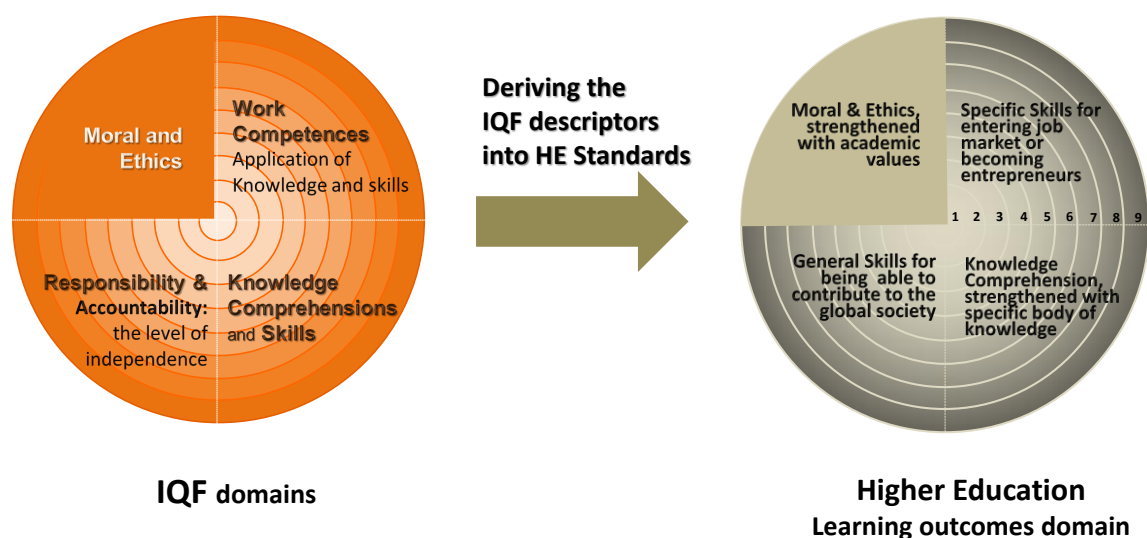 Moral and
Ethics
Work
Competences
Application of
Knowledge and skills
Responsibility &
Accountability:
the level of
independence
Knowledge
Comprehensions
and Skills
IQF domains
Deriving the
IQF descriptors
into HE Standards
Moral & Ethics,
strengthened
with academic
values
Specific Skills for
entering job
market or
becoming
entrepreneurs
1 2 3 4 5 6 7 8 9
General Skills for
being able to
contribute to the
global society
Knowledge
Comprehension,
strengthened with
specific body of
knowledge
Higher Education
Learning outcomes domain